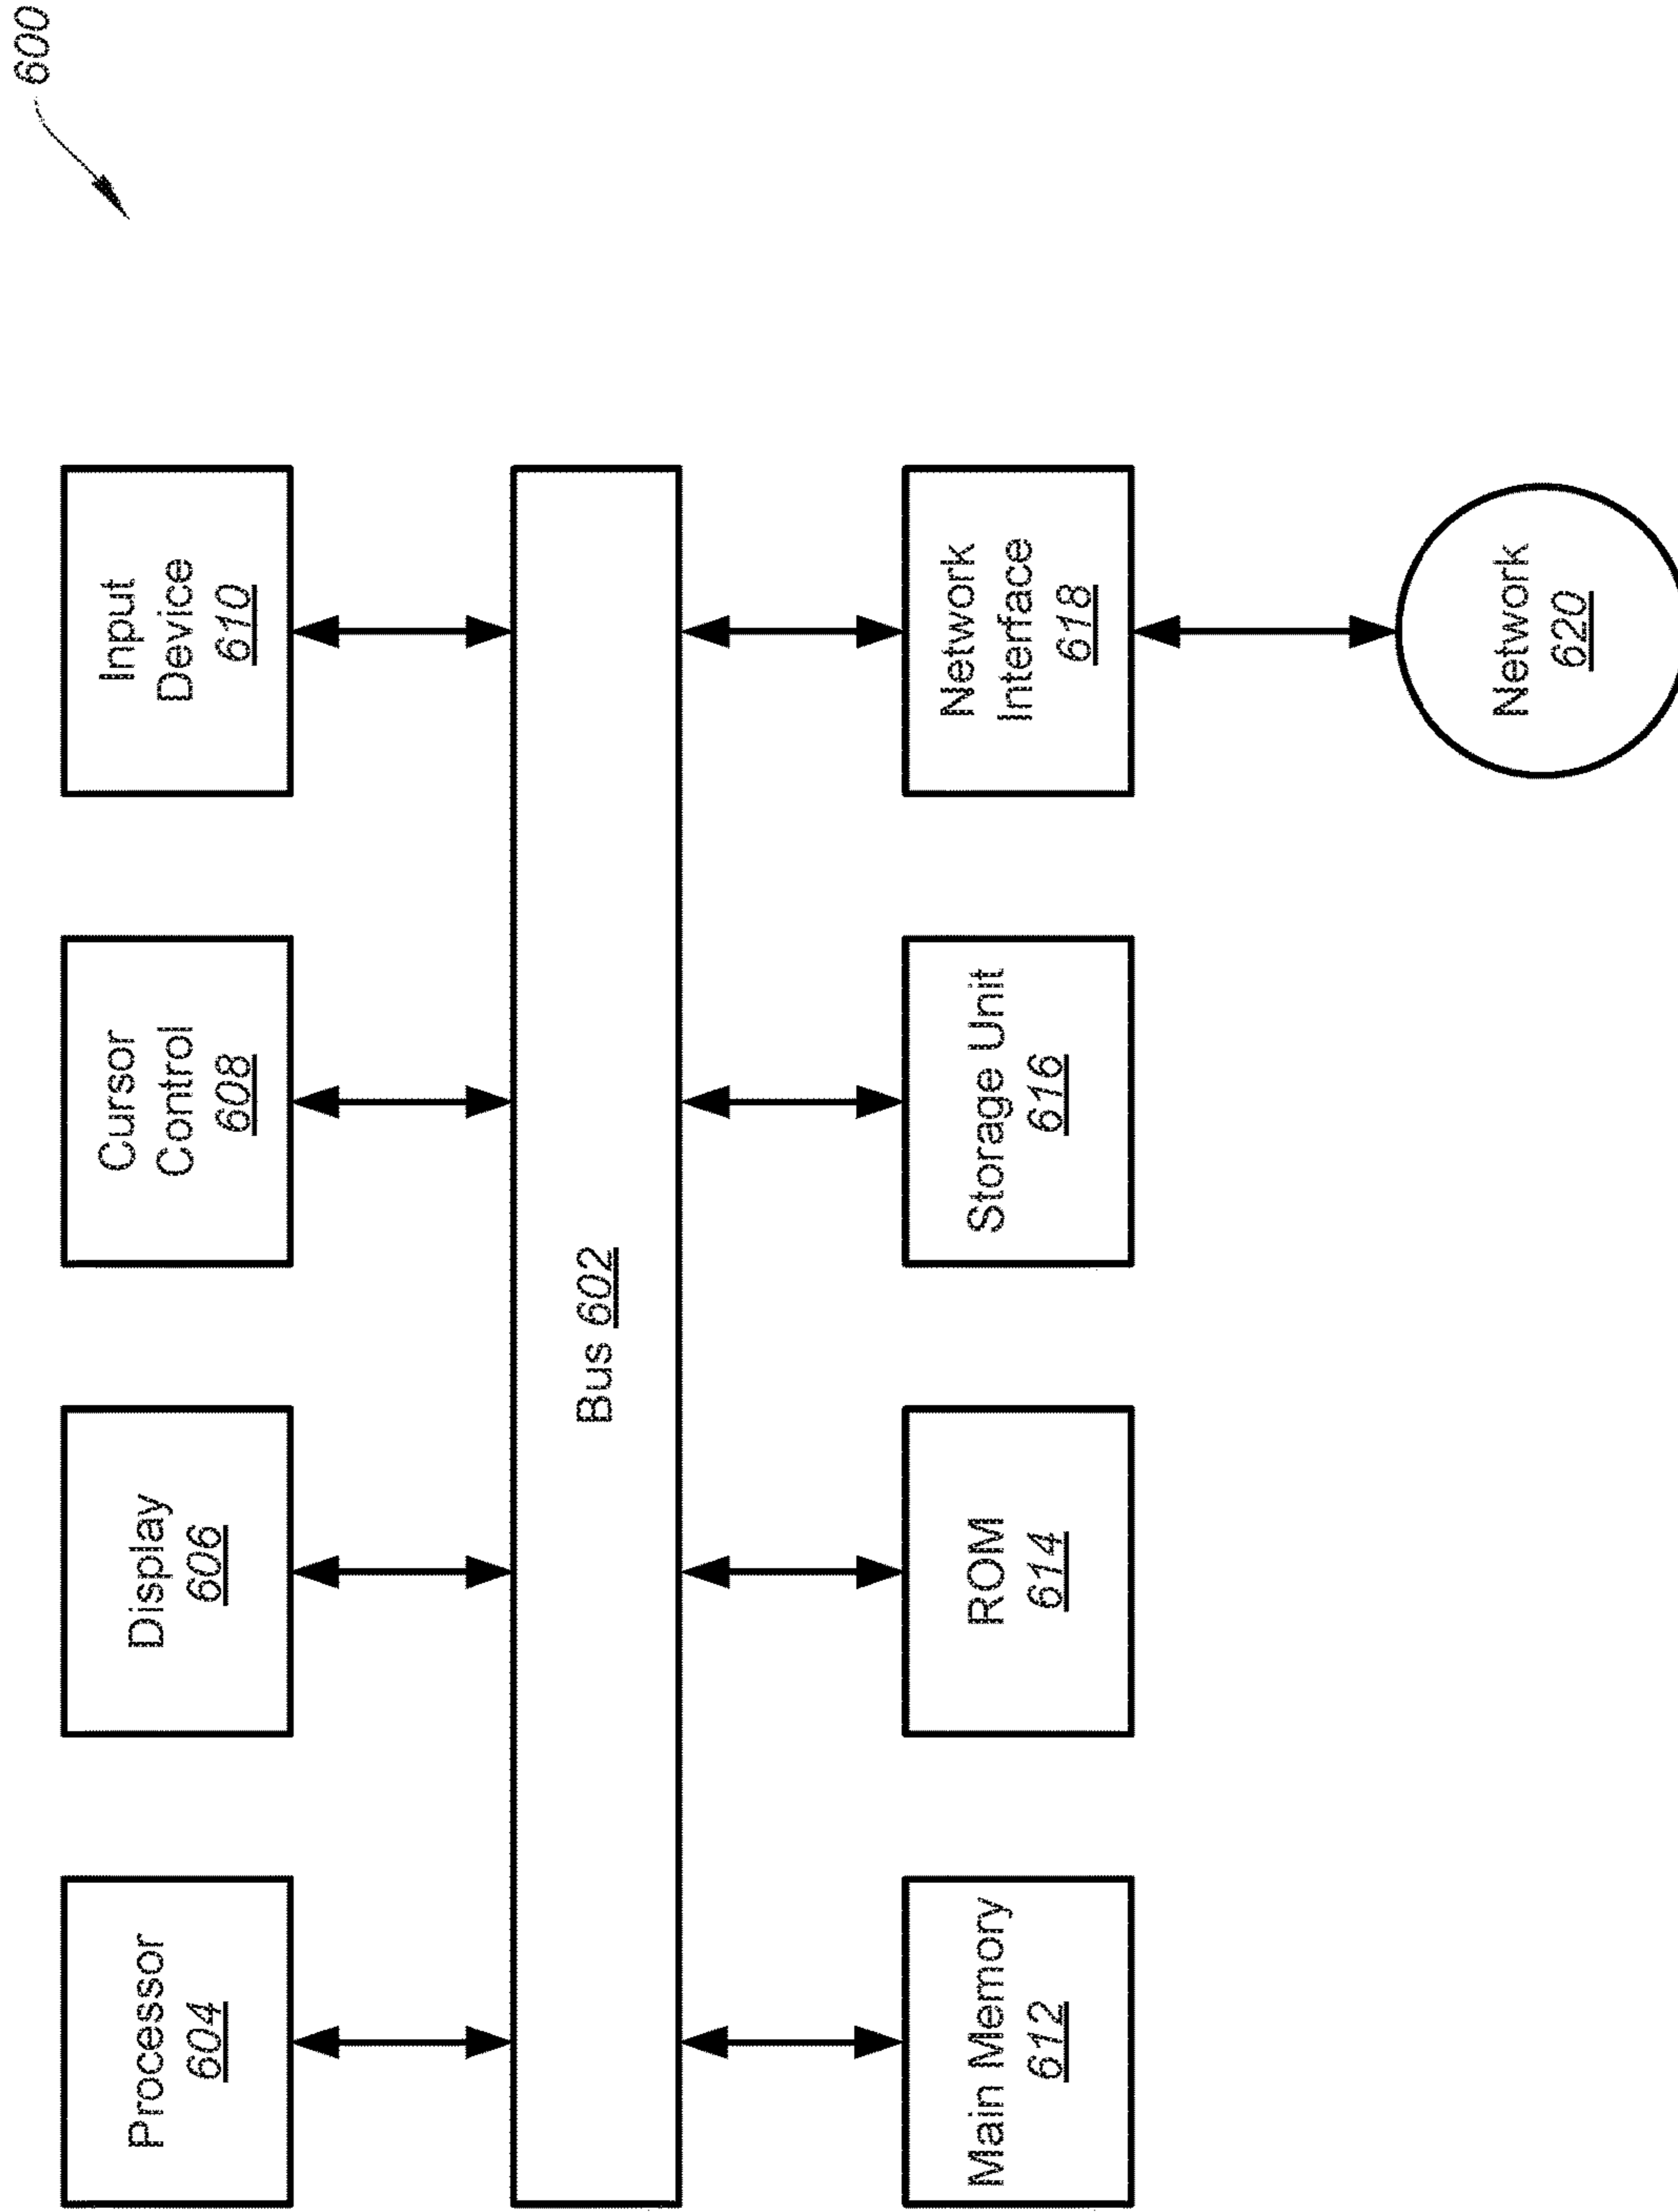 600
Processor
604
Display
606
Cursor
Control
608
Input
Device
610
Bus 602
Main Memory
612
ROM
614
Storage Unit
616
Network
Interface
618
Network
620